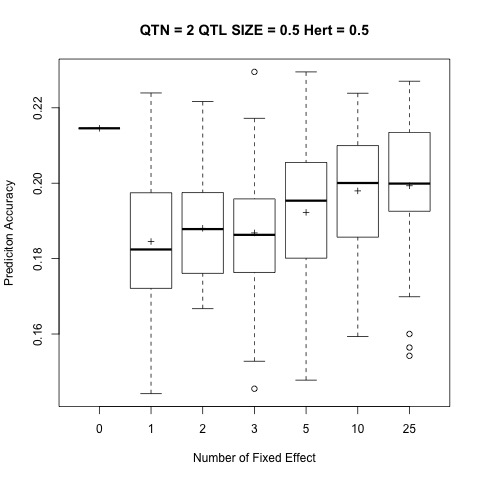 QTN = 2 QTL SIZE = 0.5 Hert = 0.5
Prediciton Accuracy
0.22
0.20
0.18
0.16
0 1 2 3 5 10 25
Number of Fixed Effect